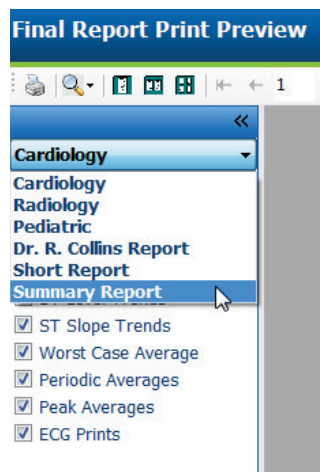 Final Report Print Preview
1
«
Cardiology
Cardiology
Radiology
Pediatric
Dr. R. Collins Report
Short Report
Summary Report
ST Slope Trends
Worst Case Average
Periodic Averages
Peak Averages
ECG Prints